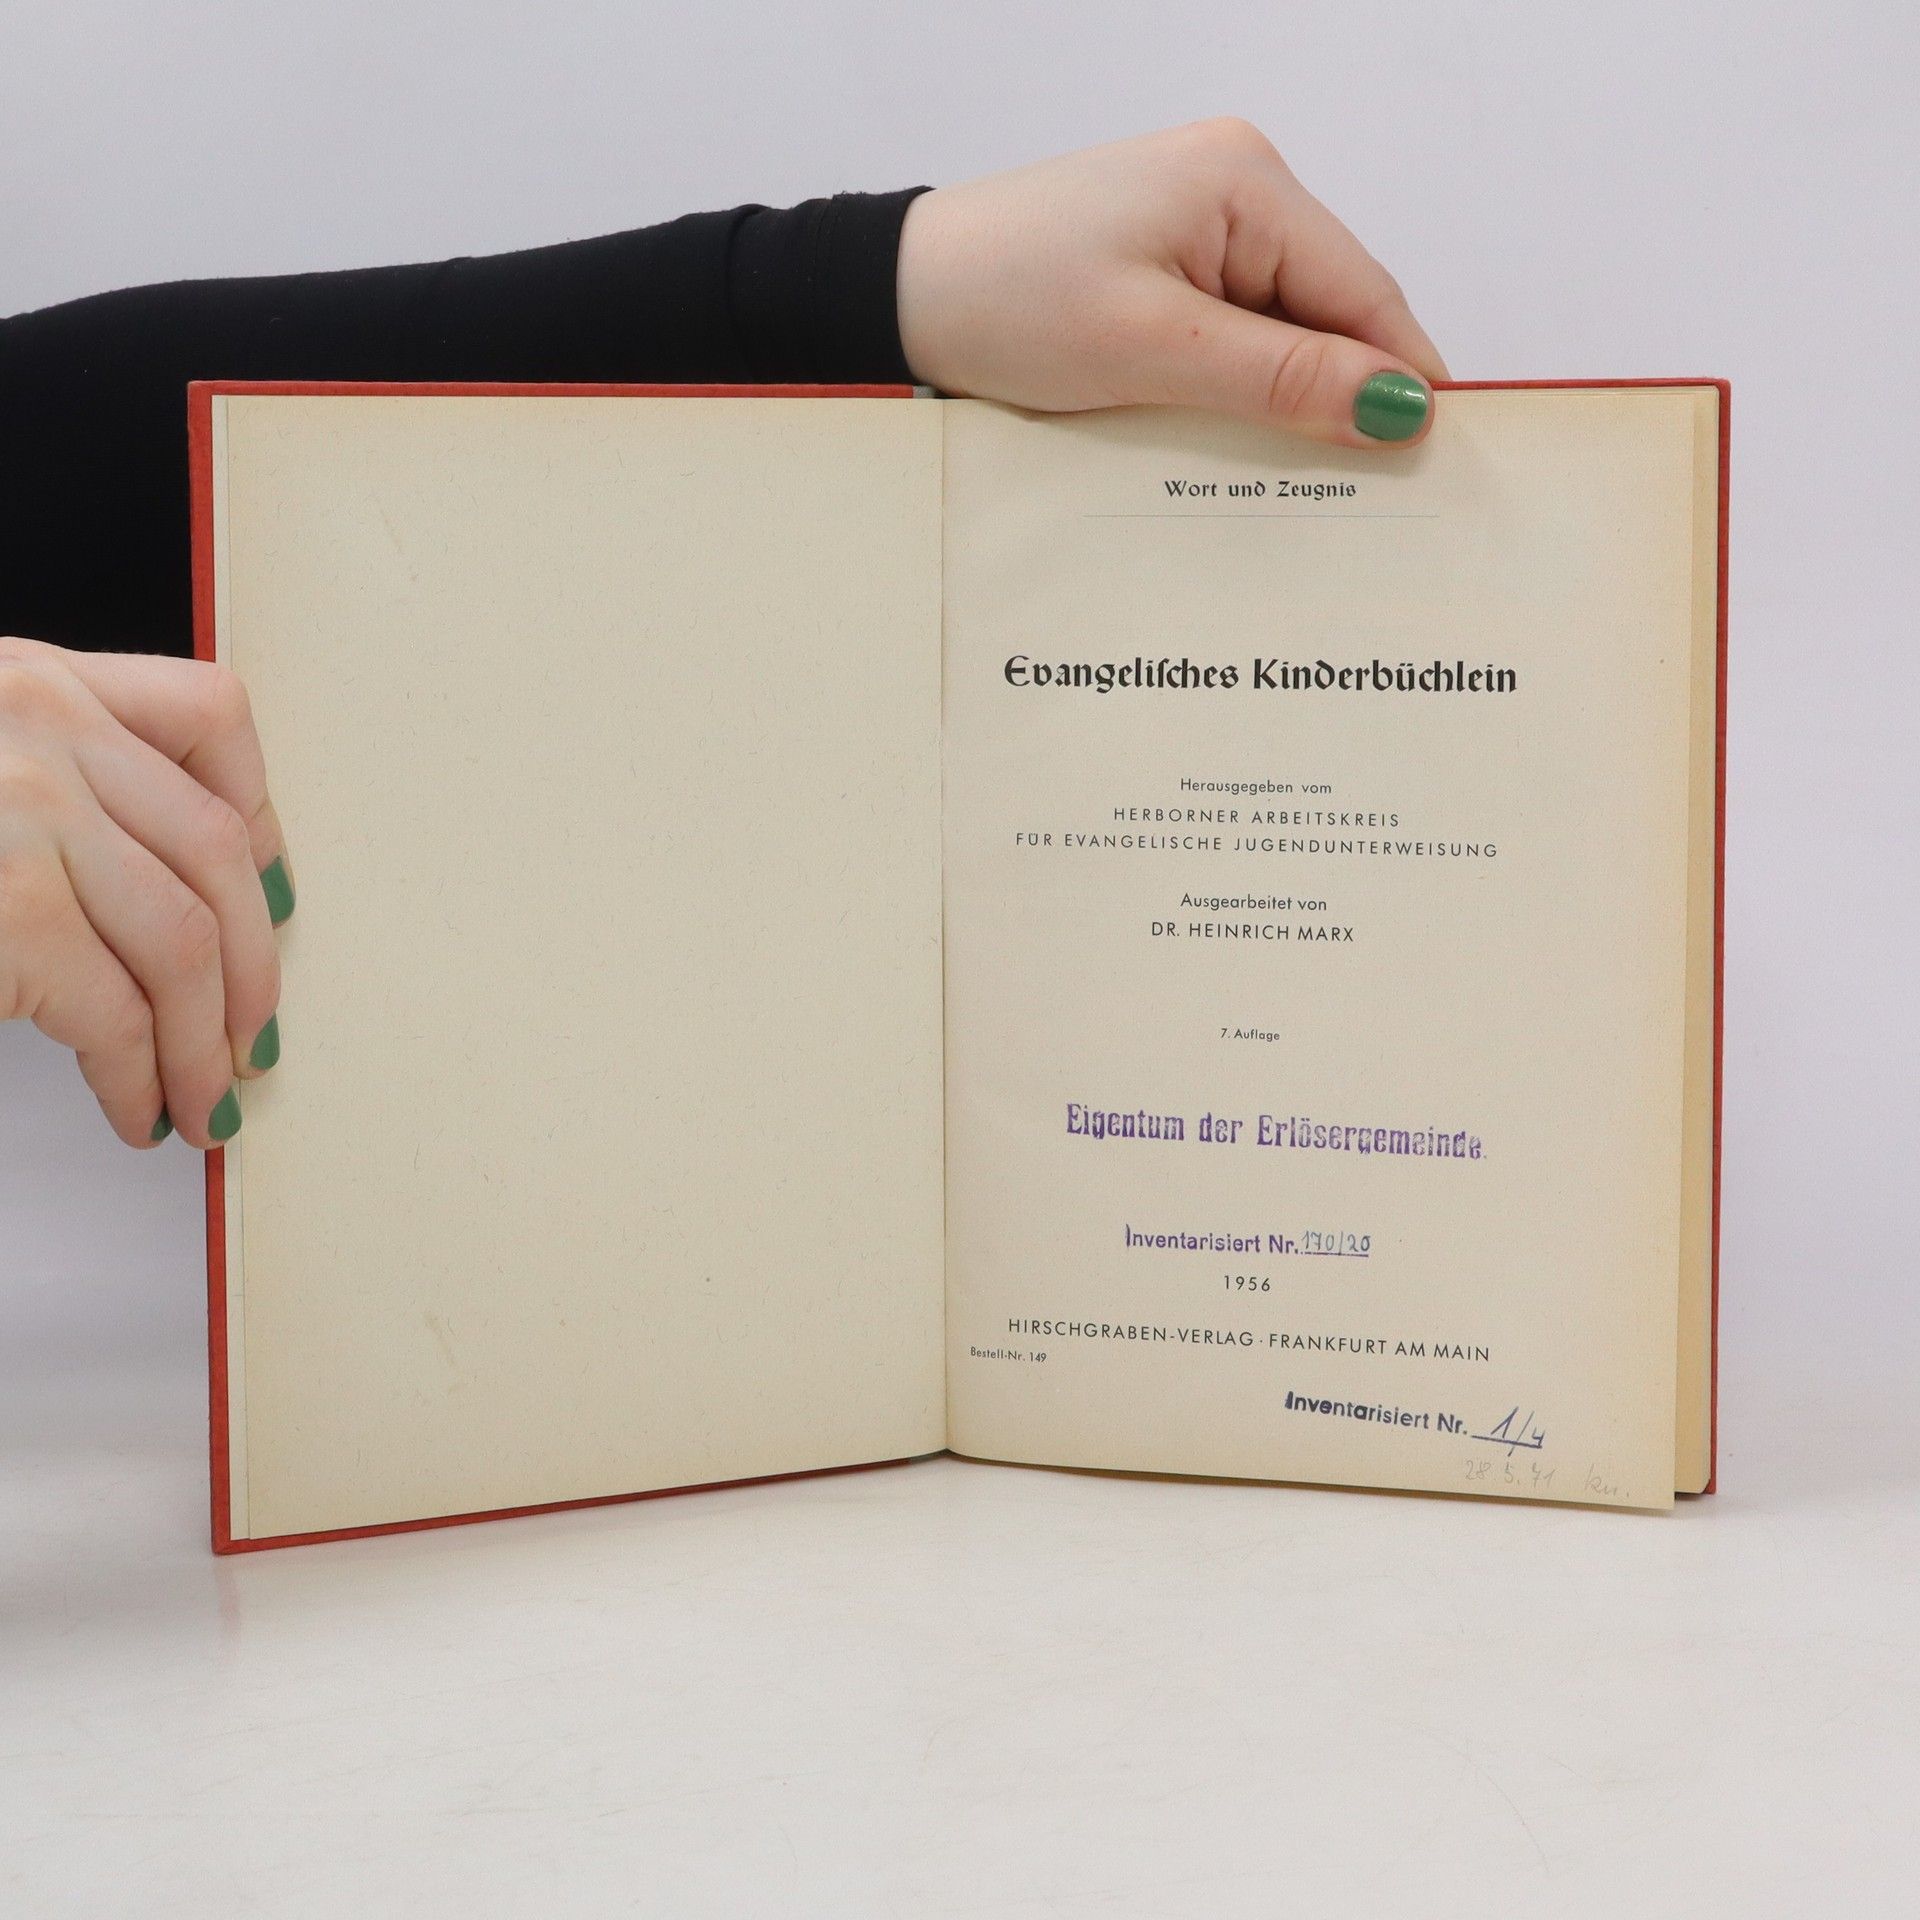 Wort und Zeugnis
Evangeliſches Kinderbüchlein
Herausgegeben vom
HERBORNER ARBEITSKREIS
FÜR EVANGELISCHE JUGENDUNTERWEISUNG
Ausgearbeitet von
DR. HEINRICH MARX
7. Auflage
Eigentum der Erlösergemeinde.
Inventarisiert Nr. 170/20
1956
HIRSCHGRABEN-VERLAG · FRANKFURT AM MAIN
Bestell-Nr. 149
Inventarisiert Nr. 1/4
28 5. 71